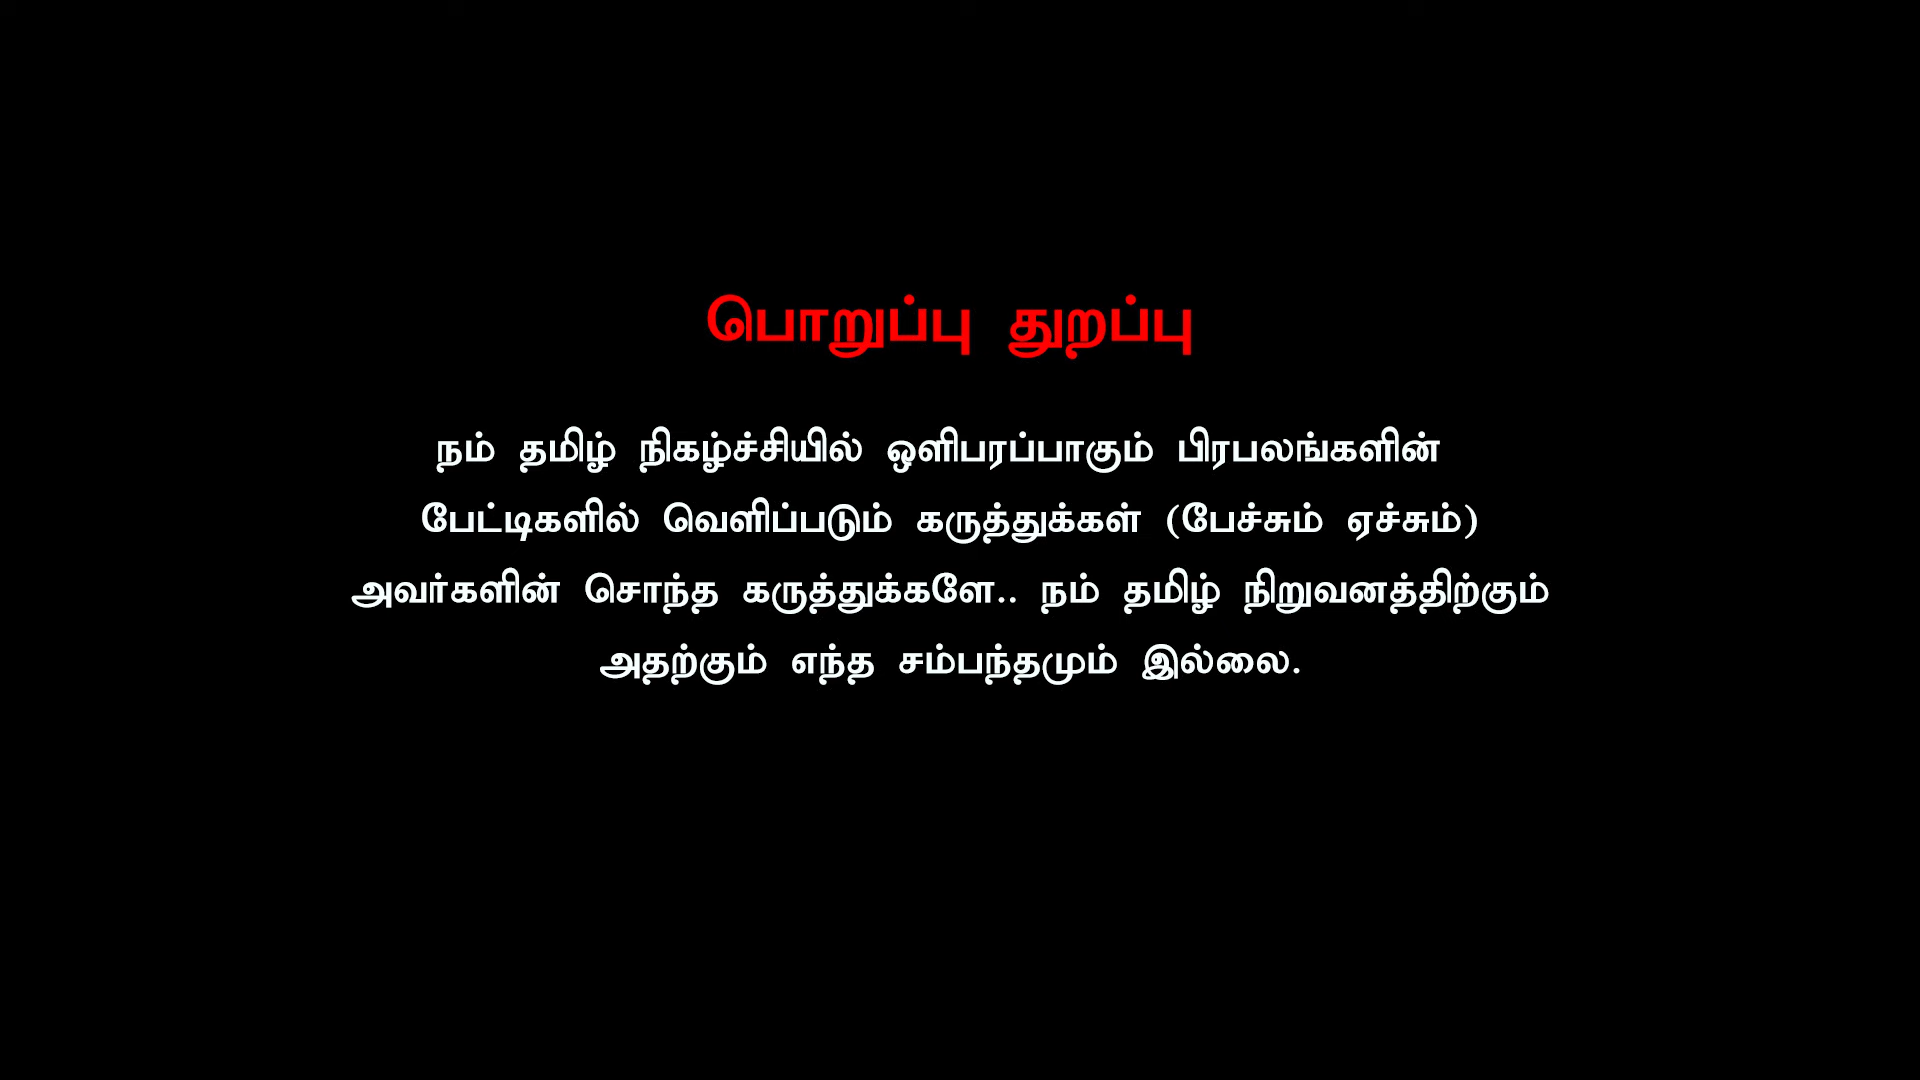 பொறுப்பு துறப்பு
நம் தமிழ் நிகழ்ச்சியில் ஒளிபரப்பாகும் பிரபலங்களின்
பேட்டிகளில் வெளிப்படும் கருத்துக்கள் (பேச்சும் ஏச்சும்)
அவர்களின் சொந்த கருத்துக்களே.. நம் தமிழ் நிறுவனத்திற்கும்
அதற்கும் எந்த சம்பந்தமும் இல்லை.